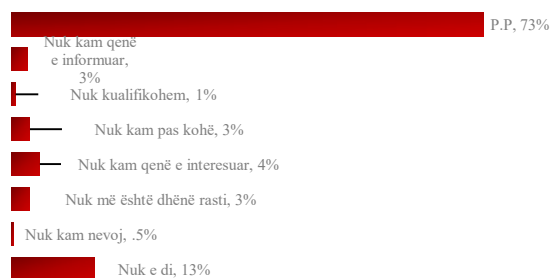 P.P, 73%
Nuk kam qenë
e informuar,
3%
Nuk kualifikohem, 1%
Nuk kam pas kohë, 3%
Nuk kam qenë e interesuar, 4%
Nuk më është dhënë rasti, 3%
Nuk kam nevoj, .5%
Nuk e di, 13%